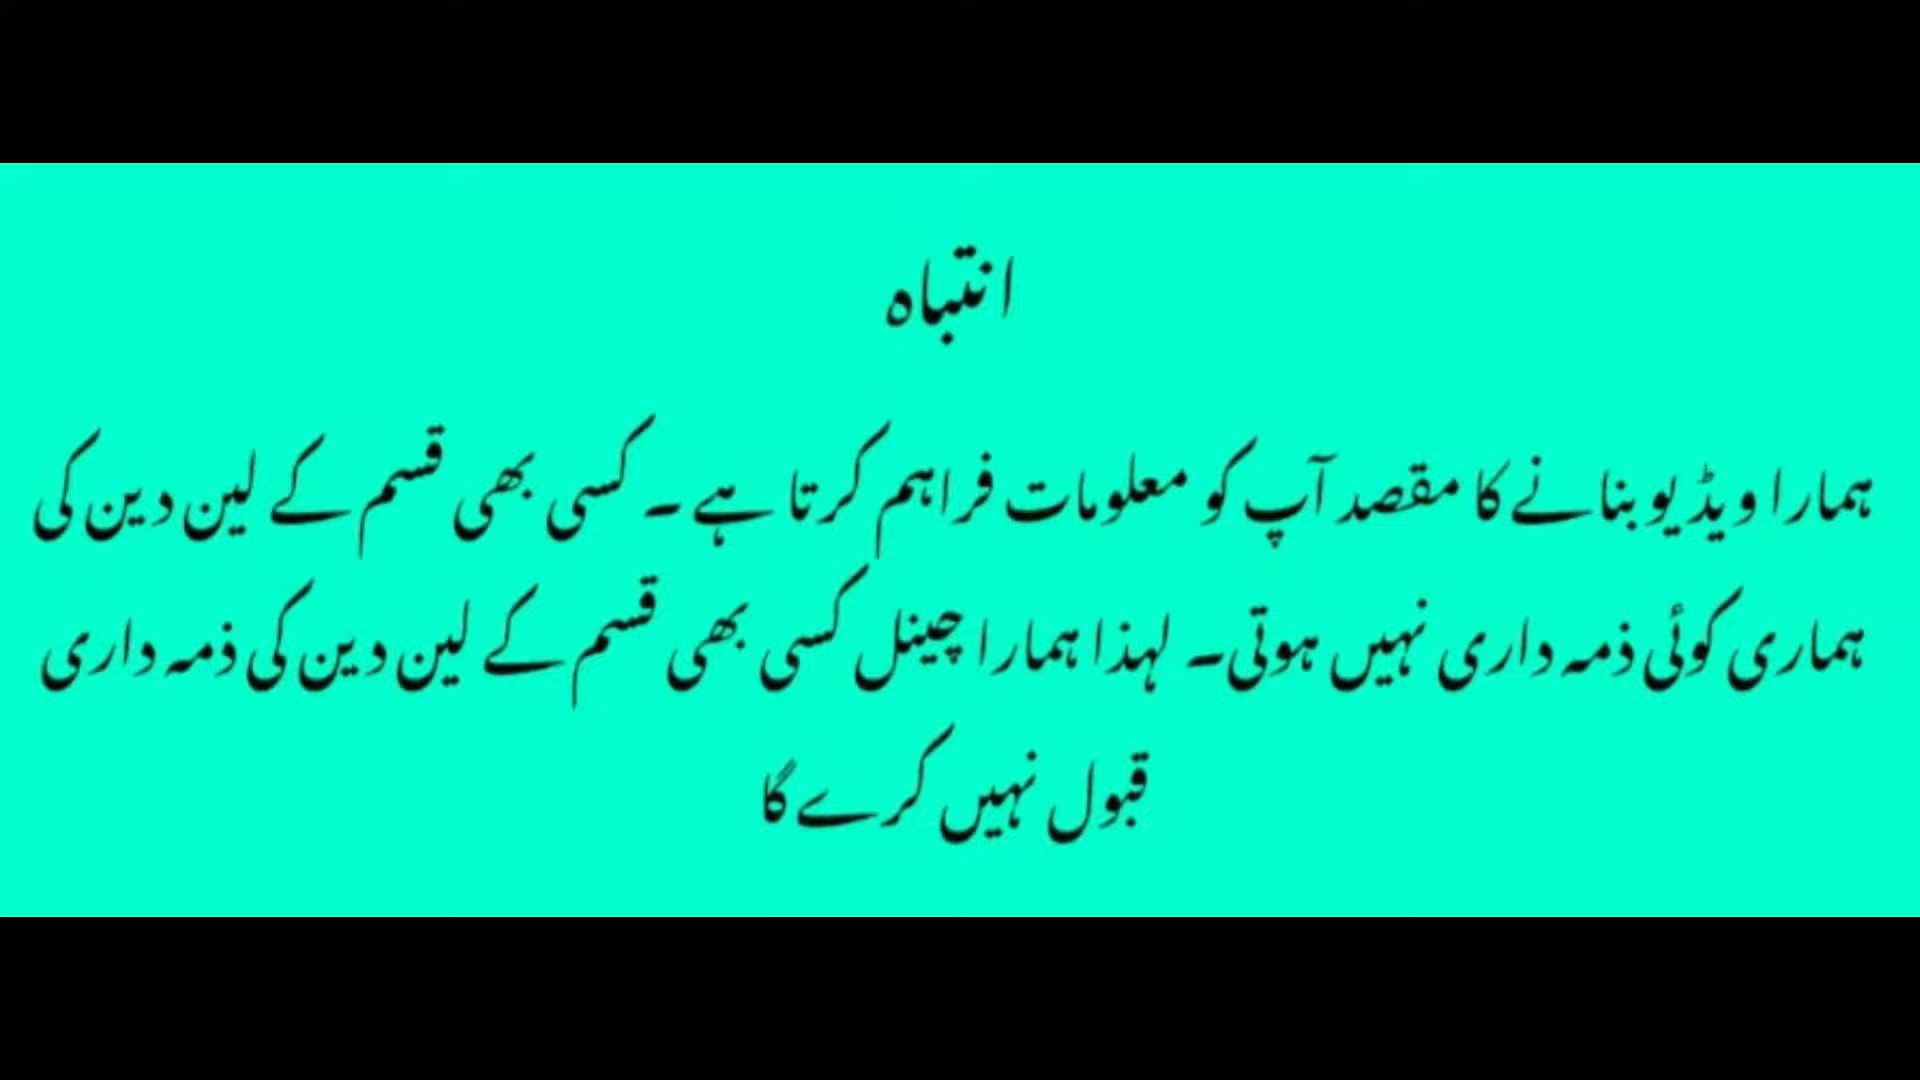 انتباہ
ہمارا ویڈیو بنانے کا مقصد آپ کو معلومات فراہم کرتا ہے ۔ کسی بھی قسم کے لین دین کی
ہماری کوئی ذمہ داری نہیں ہوتی۔ لہذا ہمارا چینل کسی بھی قسم کے لین دین کی ذمہ داری
قبول نہیں کرے گا